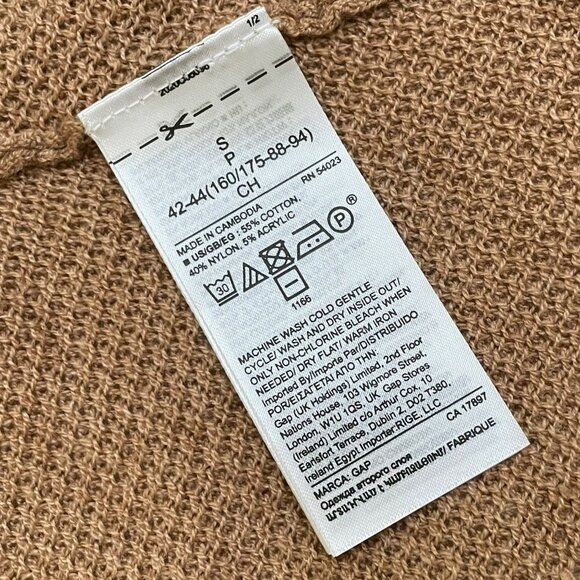 1/2
S
P
42-44(160/175-88-94)
CH
MADE IN CAMBODIA
RN 54023
■ US/GB/EG : 55% COTTON,
40% NYLON, 5% ACRYLIC
30
P
1166
MACHINE WASH COLD GENTLE
CYCLE/ WASH AND DRY INSIDE OUT/
ONLY NON-CHLORINE BLEACH WHEN
NEEDED/ DRY FLAT/ WARM IRON
Imported By/Importe Par/DISTRIBUIDO
POR/ΕΙΣΑΓΕΤΑΙ ΑΠΟ ΤΗΝ:
Gap (UK Holdings) Limited, 2nd Floor
Nations House, 103 Wigmore Street,
London, W1U 1QS, UK Gap Stores
(Ireland) Limited c/o Arthur Cox, 10
Earlsfort Terrace, Dublin 2, D02 T380,
Ireland Egypt Importer-RIGE, LLC
CA 17897
MARCA: GAP
Одежда второго слоя
ԱՐՏԱԴՐՎԱԾ Է ԿԱՄԲՈՋԱՅՈՒՄ/ FABRIQUE